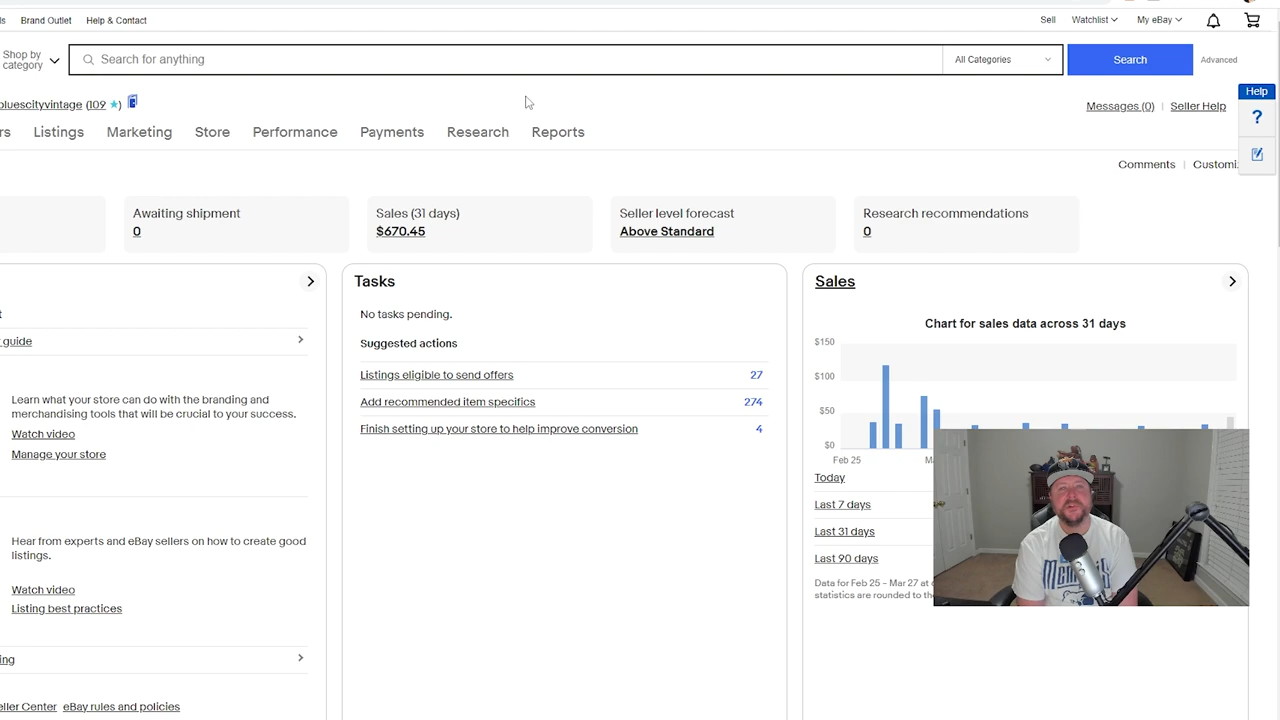 Brand Outlet Help & Contact Sell Watchlist My eBay
Shop by category Search for anything All Categories Search Advanced
bluescityvintage (109 ★) Help
Messages (0) | Seller Help
?
Listings Marketing Store Performance Payments Research Reports
Comments | Customi
Awaiting shipment
0
Sales (31 days)
$670.45
Seller level forecast
Above Standard
Research recommendations
0
guide
Learn what your store can do with the branding and
merchandising tools that will be crucial to your success.
Watch video
Manage your store
Hear from experts and eBay sellers on how to create good
listings.
Watch video
Listing best practices
ing
eller Center eBay rules and policies
Tasks
No tasks pending.
Suggested actions
Listings eligible to send offers 27
Add recommended item specifics 274
Finish setting up your store to help improve conversion 4
Sales
Chart for sales data across 31 days
$150
$100
$50
$0
Feb 25
Today
Last 7 days
Last 31 days
Last 90 days
Data for Feb 25 - Mar 27 at
statistics are rounded to the